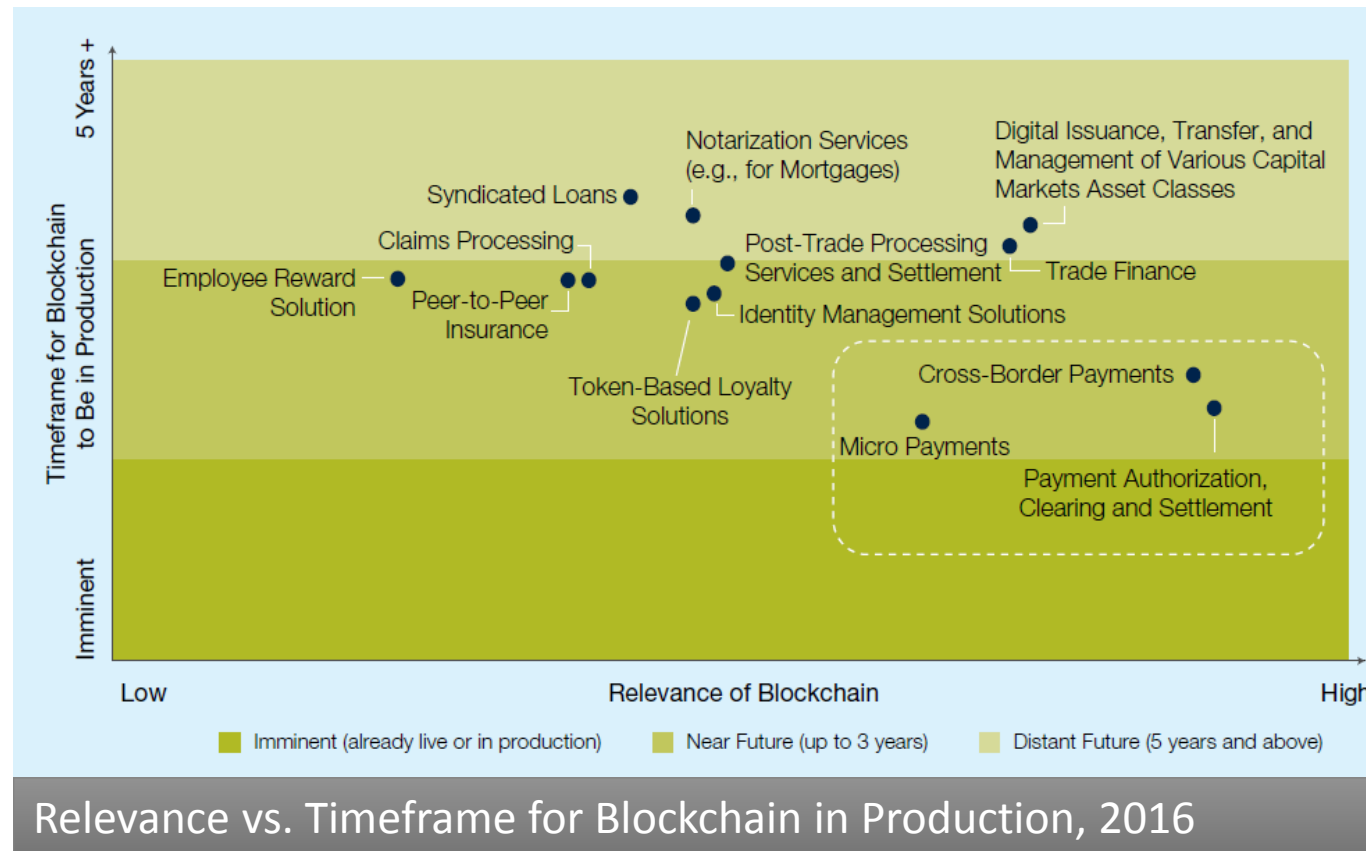 5 Years +
Timeframe for Blockchain
to Be in Production
Imminent
Notarization Services
(e.g., for Mortgages)
Digital Issuance, Transfer, and
Management of Various Capital
Markets Asset Classes
Syndicated Loans
Claims Processing
Post-Trade Processing
Services and Settlement
Trade Finance
Employee Reward
Solution
Peer-to-Peer
Insurance
Identity Management Solutions
Token-Based Loyalty
Solutions
Cross-Border Payments
Micro Payments
Payment Authorization,
Clearing and Settlement
Low
Relevance of Blockchain
High
Imminent (already live or in production)
Near Future (up to 3 years)
Distant Future (5 years and above)
Relevance vs. Timeframe for Blockchain in Production, 2016